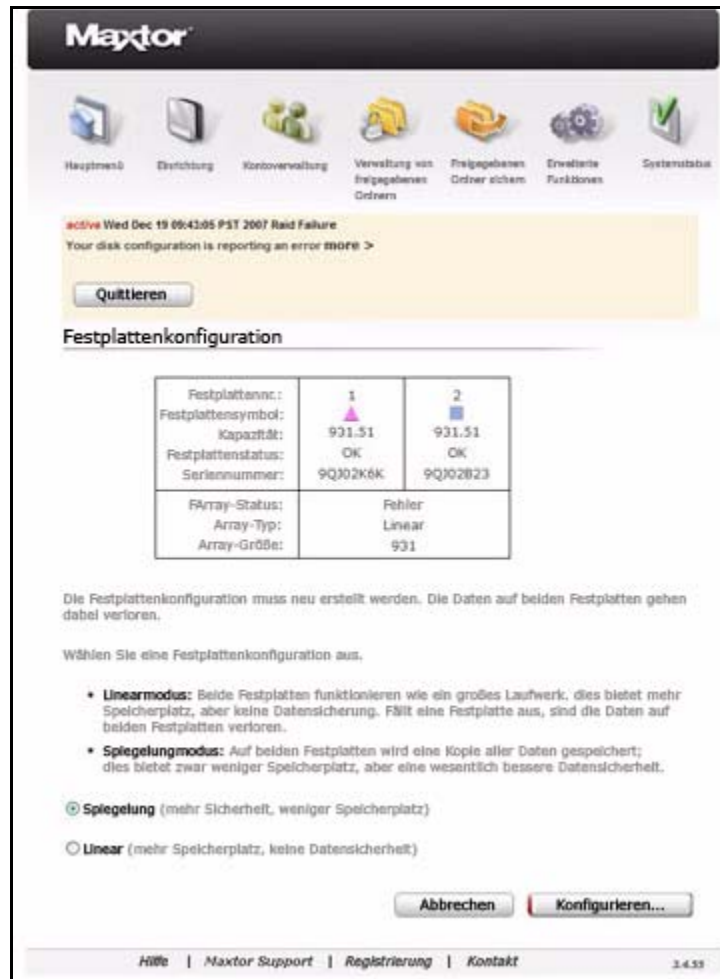 Maxtor
Hauptmenü
Einrichtung
Kontoverwaltung
Verwaltung von
freigegebenen
Ordnern
Freigegebenen
Ordner sichern
Erweiterte
Funktionen
Systemstatus
active Wed Dec 19 09:43:05 PST 2007 Raid Failure
Your disk configuration is reporting an error more >
Quittieren
Festplattenkonfiguration
Festplattennr.: 1 2
Festplattensymbol:
Kapazität: 931.51 931.51
Festplattenstatus: OK OK
Seriennummer: 9QJ02K6K 9QJ02B23
FArray-Status: Fehler
Array-Typ: Linear
Array-Größe: 931
Die Festplattenkonfiguration muss neu erstellt werden. Die Daten auf beiden Festplatten gehen
dabei verloren.
Wählen Sie eine Festplattenkonfiguration aus.
• Linearmodus: Beide Festplatten funktionieren wie ein großes Laufwerk, dies bietet mehr
Speicherplatz, aber keine Datensicherung. Fällt eine Festplatte aus, sind die Daten auf
beiden Festplatten verloren.
• Spiegelungmodus: Auf beiden Festplatten wird eine Kopie aller Daten gespeichert;
dies bietet zwar weniger Speicherplatz, aber eine wesentlich bessere Datensicherheit.
Spiegelung (mehr Sicherheit, weniger Speicherplatz)
Linear (mehr Speicherplatz, keine Datensicherheit)
Abbrechen
Konfigurieren...
Hilfe | Maxtor Support | Registrierung | Kontakt
3.4.55